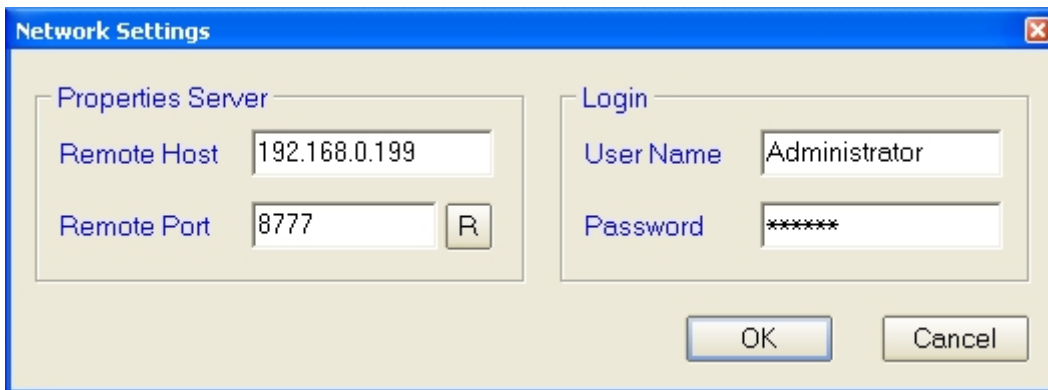 Network Settings
Properties Server
Remote Host 192.168.0.199
Remote Port 8777 R
Login
User Name Administrator
Password ******
OK Cancel